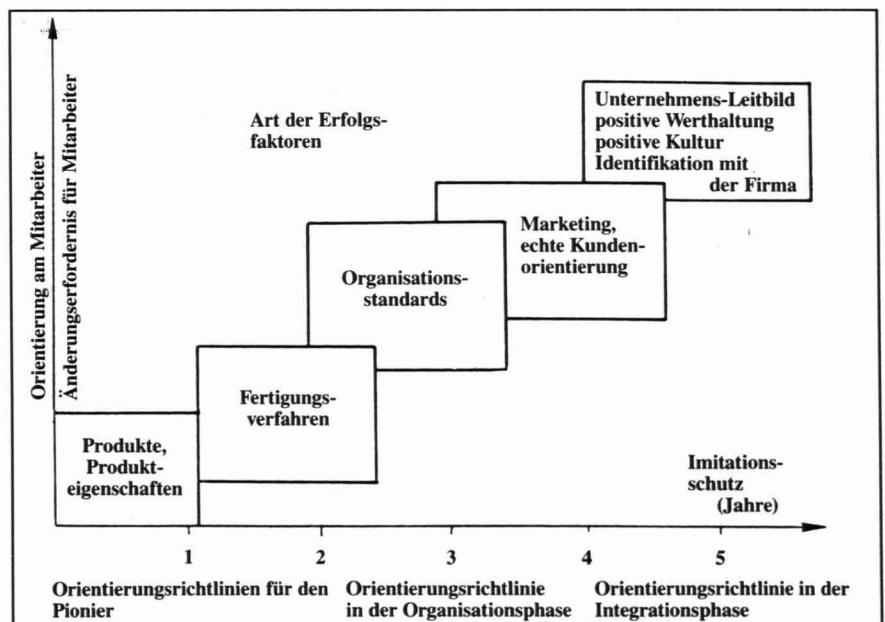 Orientierung am Mitarbeiter
Änderungserfordernis für Mitarbeiter
Art der Erfolgs-
faktoren
Unternehmens-Leitbild
positive Werthaltung
positive Kultur
Identifikation mit
der Firma
Marketing,
echte Kunden-
orientierung
Organisations-
standards
Fertigungs-
verfahren
Produkte,
Produkt-
eigenschaften
Imitations-
schutz
(Jahre)
1 2 3 4 5
Orientierungsrichtlinien für den
Pionier
Orientierungsrichtlinie
in der Organisationsphase
Orientierungsrichtlinie in der
Integrationsphase